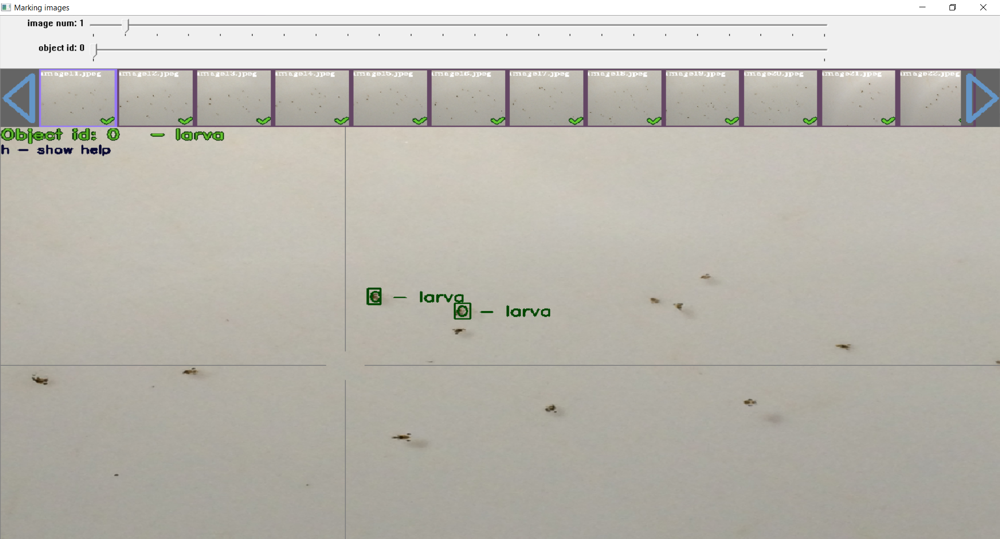 Marking images
image num: 1
object id: 0
image11.jpeg
image12.jpeg
image13.jpeg
image14.jpeg
image15.jpeg
image16.jpeg
image17.jpeg
image18.jpeg
image19.jpeg
image20.jpeg
image21.jpeg
image22.jpeg
Object id: 0 - larva
h - show help
0 - larva
0 - larva